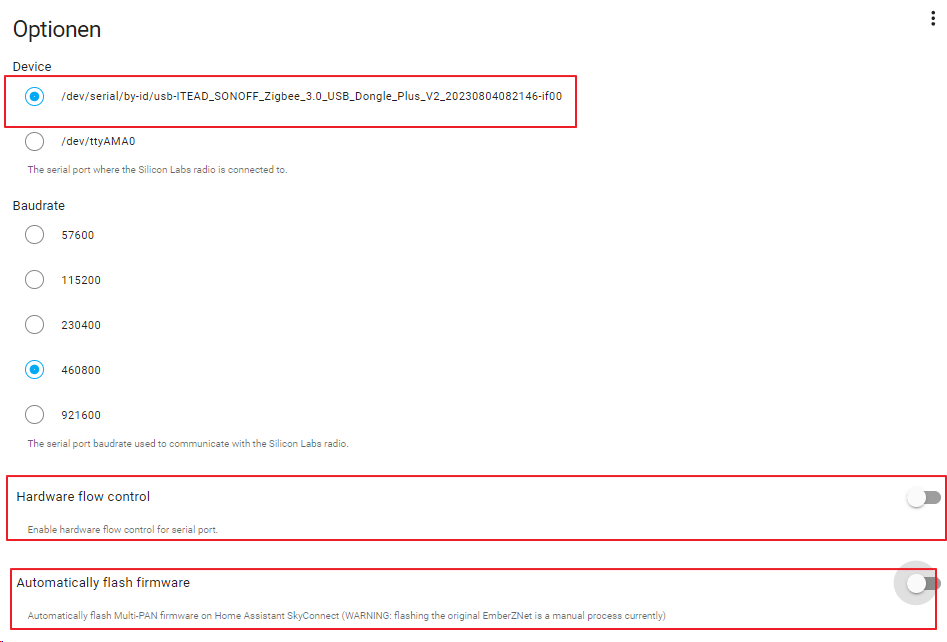 Optionen
Device
/dev/serial/by-id/usb-ITEAD_SONOFF_Zigbee_3.0_USB_Dongle_Plus_V2_20230804082146-if00
/dev/ttyAMA0
The serial port where the Silicon Labs radio is connected to.
Baudrate
57600
115200
230400
460800
921600
The serial port baudrate used to communicate with the Silicon Labs radio.
Hardware flow control
Enable hardware flow control for serial port.
Automatically flash firmware
Automatically flash Multi-PAN firmware on Home Assistant SkyConnect (WARNING: flashing the original EmberZNet is a manual process currently)